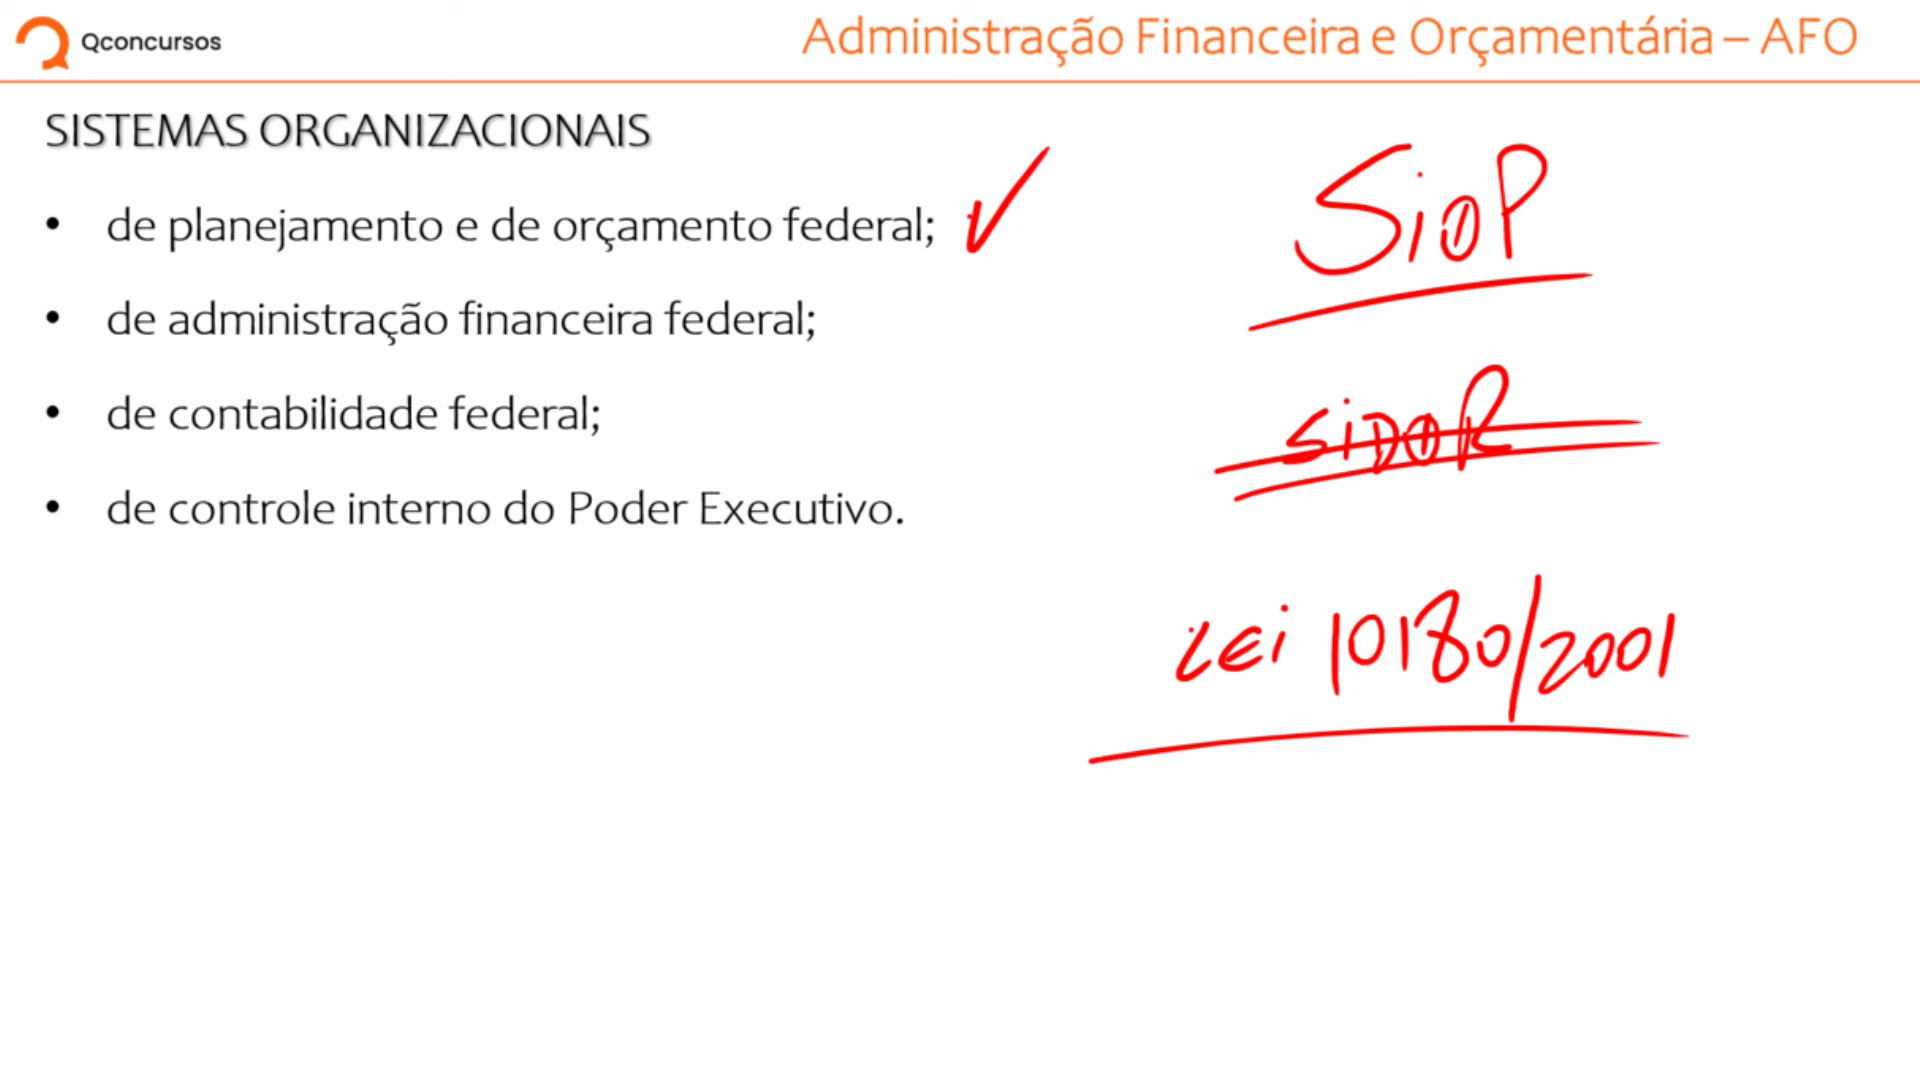 Qconcursos
Administração Financeira e Orçamentária – AFO
SISTEMAS ORGANIZACIONAIS
• de planejamento e de orçamento federal;
• de administração financeira federal;
• de contabilidade federal;
• de controle interno do Poder Executivo.
SioP
SiDOR
LEi 10180/2001